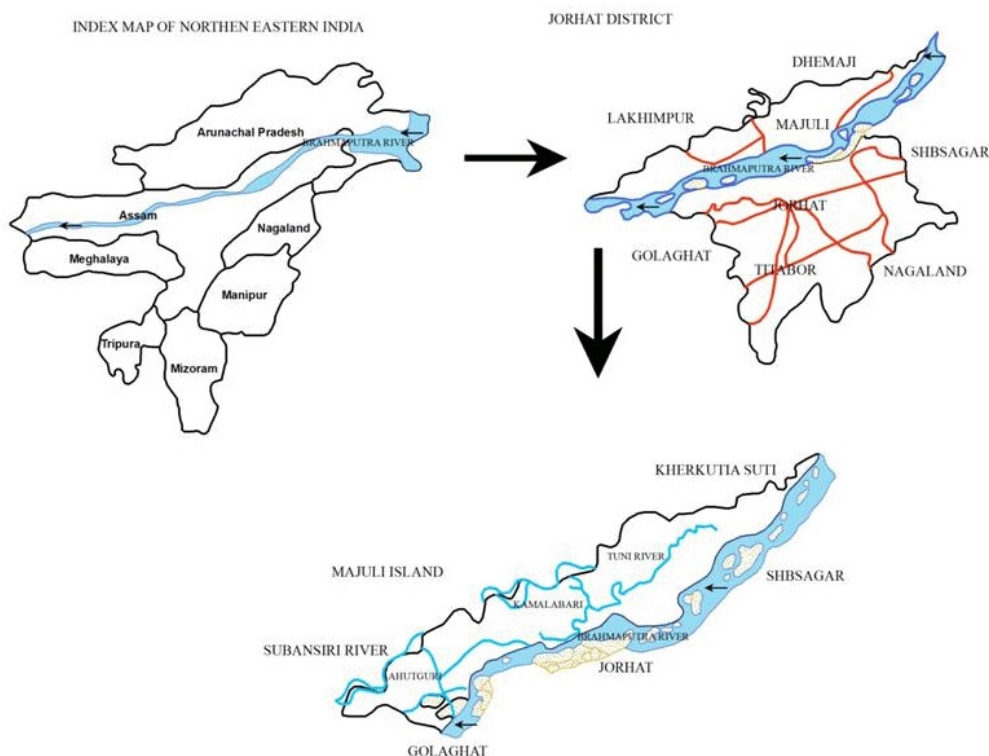 INDEX MAP OF NORTHEN EASTERN INDIA
Arunachal Pradesh
BRAHMAPUTRA RIVER
Assam
Nagaland
Meghalaya
Manipur
Tripura
Mizoram
JORHAT DISTRICT
DHEMAJI
LAKHIMPUR
MAJULI
SHBSAGAR
BRAHMAPUTRA RIVER
JORHAT
GOLAGHAT
TITABOR
NAGALAND
KHERKUTIA SUTI
TUNI RIVER
MAJULI ISLAND
SHBSAGAR
KAMALABARI
BRAHMAPUTRA RIVER
SUBANSIRI RIVER
JORHAT
AHUTGURI
GOLAGHAT